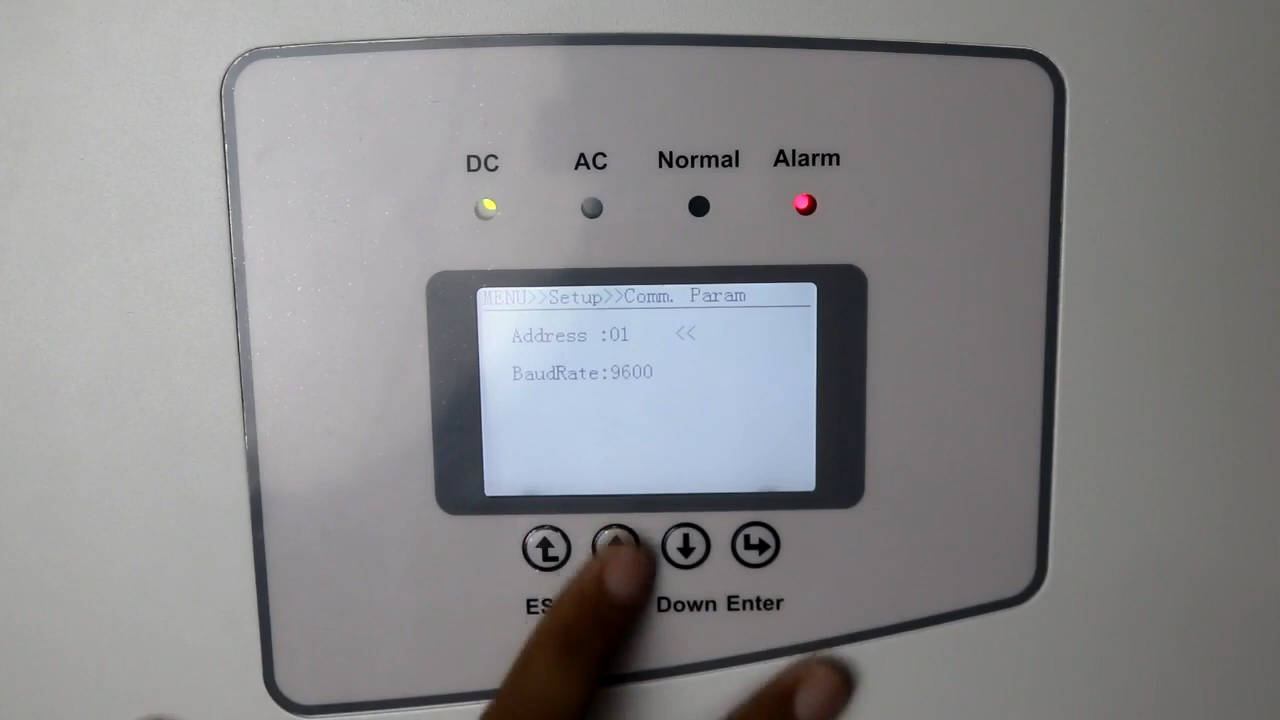 DC AC Normal Alarm
MENU>>Setup>>Comm. Param
Address :01 <<
BaudRate:9600
Down Enter